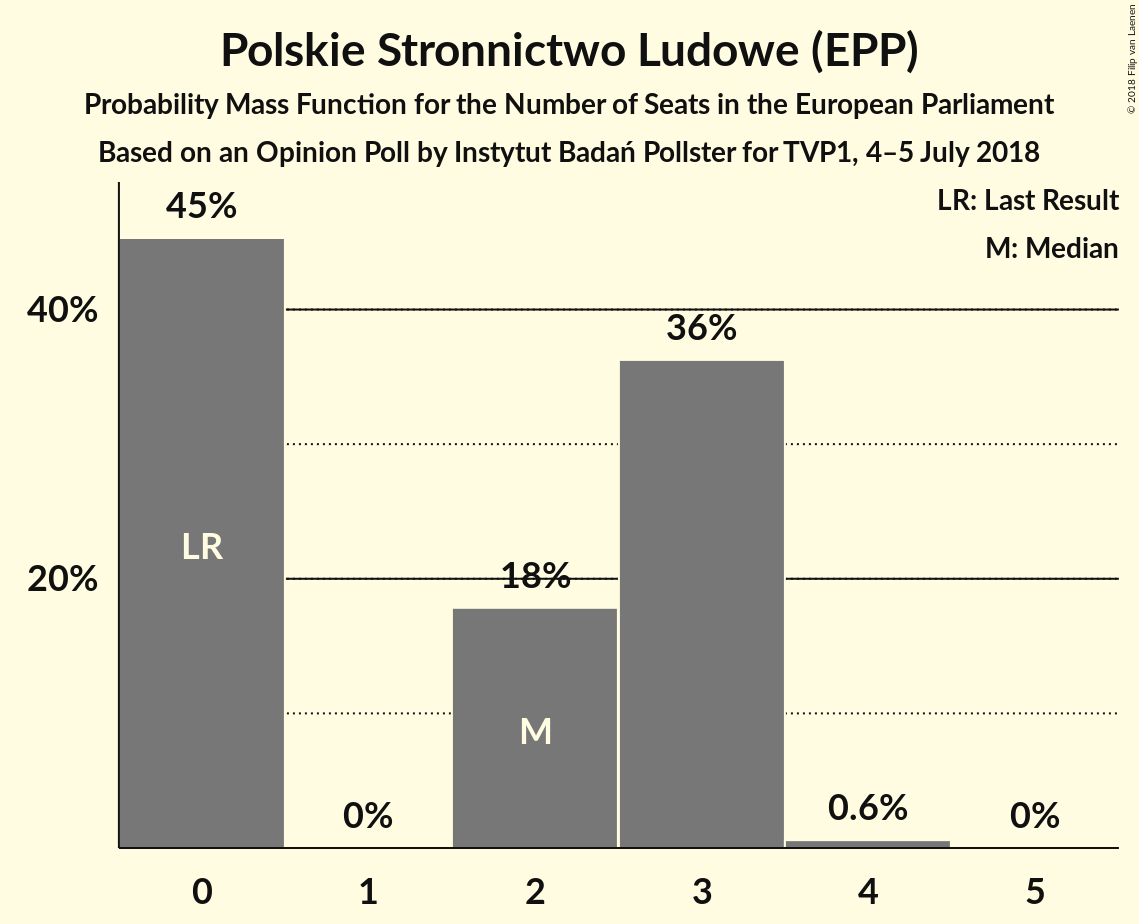 Polskie Stronnictwo Ludowe (EPP)
Probability Mass Function for the Number of Seats in the European Parliament
Based on an Opinion Poll by Instytut Badań Pollster for TVP1, 4–5 July 2018
© 2018 Filip van Laenen
LR: Last Result
M: Median
45%
40%
36%
20%
18%
LR
M
0%
0.6%
0%
0 1 2 3 4 5